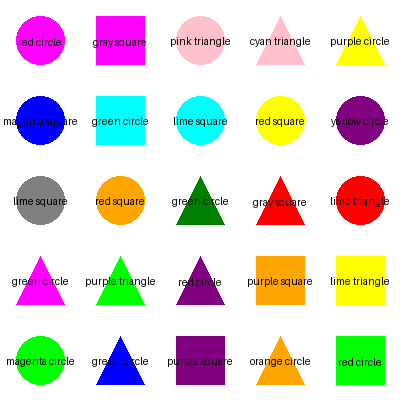 red circle gray square pink triangle cyan triangle purple circle
magenta square green circle lime square red square yellow circle
lime square red square green circle gray square lime triangle
green circle purple triangle red circle purple square lime triangle
magenta circle green circle purple square orange circle red circle